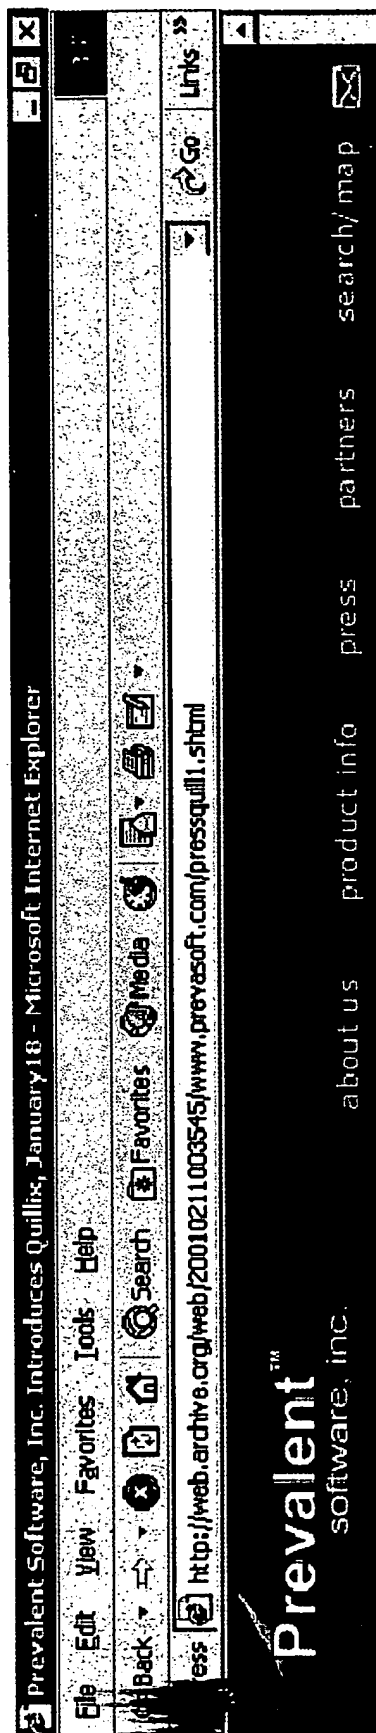 Prevalent Software, Inc. Introduces Quillix, January18 - Microsoft Internet Explorer
File Edit View Favorites Tools Help
Back Search Favorites Media
ess http://web.archive.org/web/20010211003545/www.prevasoft.com/pressquill1.shtml Go Links »
Prevalent™
software, inc.
about us product info press partners search/map